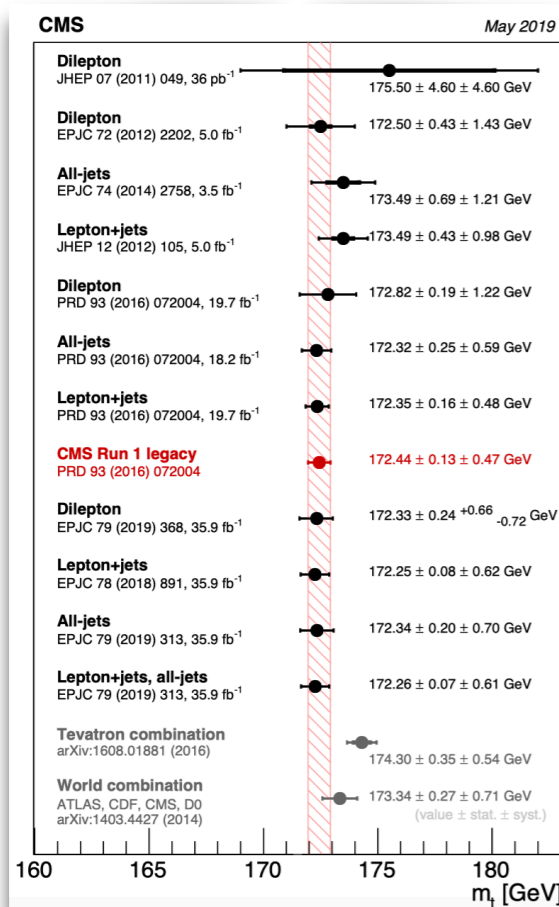 CMS May 2019
Dilepton
JHEP 07 (2011) 049, 36 pb⁻¹
175.50 ± 4.60 ± 4.60 GeV
Dilepton
EPJC 72 (2012) 2202, 5.0 fb⁻¹
172.50 ± 0.43 ± 1.43 GeV
All-jets
EPJC 74 (2014) 2758, 3.5 fb⁻¹
173.49 ± 0.69 ± 1.21 GeV
Lepton+jets
JHEP 12 (2012) 105, 5.0 fb⁻¹
173.49 ± 0.43 ± 0.98 GeV
Dilepton
PRD 93 (2016) 072004, 19.7 fb⁻¹
172.82 ± 0.19 ± 1.22 GeV
All-jets
PRD 93 (2016) 072004, 18.2 fb⁻¹
172.32 ± 0.25 ± 0.59 GeV
Lepton+jets
PRD 93 (2016) 072004, 19.7 fb⁻¹
172.35 ± 0.16 ± 0.48 GeV
CMS Run 1 legacy
PRD 93 (2016) 072004
172.44 ± 0.13 ± 0.47 GeV
Dilepton
EPJC 79 (2019) 368, 35.9 fb⁻¹
172.33 ± 0.24 +0.66 -0.72 GeV
Lepton+jets
EPJC 78 (2018) 891, 35.9 fb⁻¹
172.25 ± 0.08 ± 0.62 GeV
All-jets
EPJC 79 (2019) 313, 35.9 fb⁻¹
172.34 ± 0.20 ± 0.70 GeV
Lepton+jets, all-jets
EPJC 79 (2019) 313, 35.9 fb⁻¹
172.26 ± 0.07 ± 0.61 GeV
Tevatron combination
arXiv:1608.01881 (2016)
174.30 ± 0.35 ± 0.54 GeV
World combination
ATLAS, CDF, CMS, D0
arXiv:1403.4427 (2014)
173.34 ± 0.27 ± 0.71 GeV
(value ± stat. ± syst.)
160 165 170 175 180
mₜ [GeV]